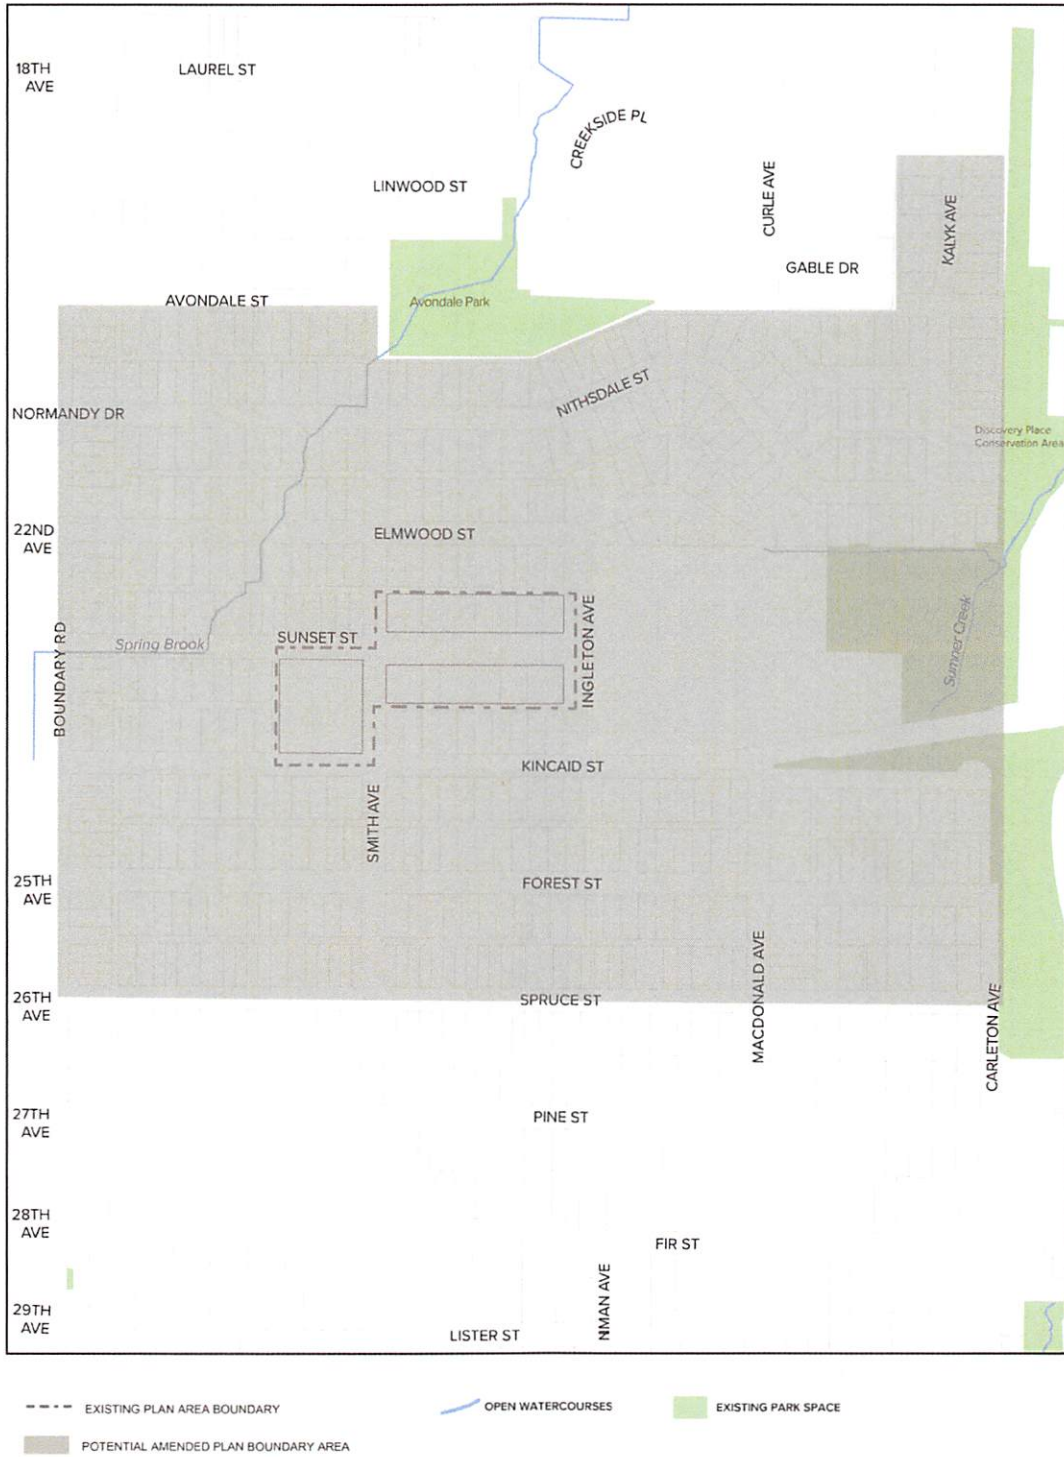 18TH
AVE
LAUREL ST
CREEKSIDE PL
LINWOOD ST
CURLE AVE
KALYK AVE
GABLE DR
AVONDALE ST
Avondale Park
NITHSDALE ST
NORMANDY DR
Discovery Place
Conservation Area
22ND
AVE
ELMWOOD ST
BOUNDARY RD
Spring Brook
SUNSET ST
INGLETON AVE
Sumner Creek
KINCAID ST
SMITH AVE
25TH
AVE
FOREST ST
MACDONALD AVE
26TH
AVE
SPRUCE ST
CARLETON AVE
27TH
AVE
PINE ST
28TH
AVE
FIR ST
NMAN AVE
29TH
AVE
LISTER ST
EXISTING PLAN AREA BOUNDARY
OPEN WATERCOURSES
EXISTING PARK SPACE
POTENTIAL AMENDED PLAN BOUNDARY AREA